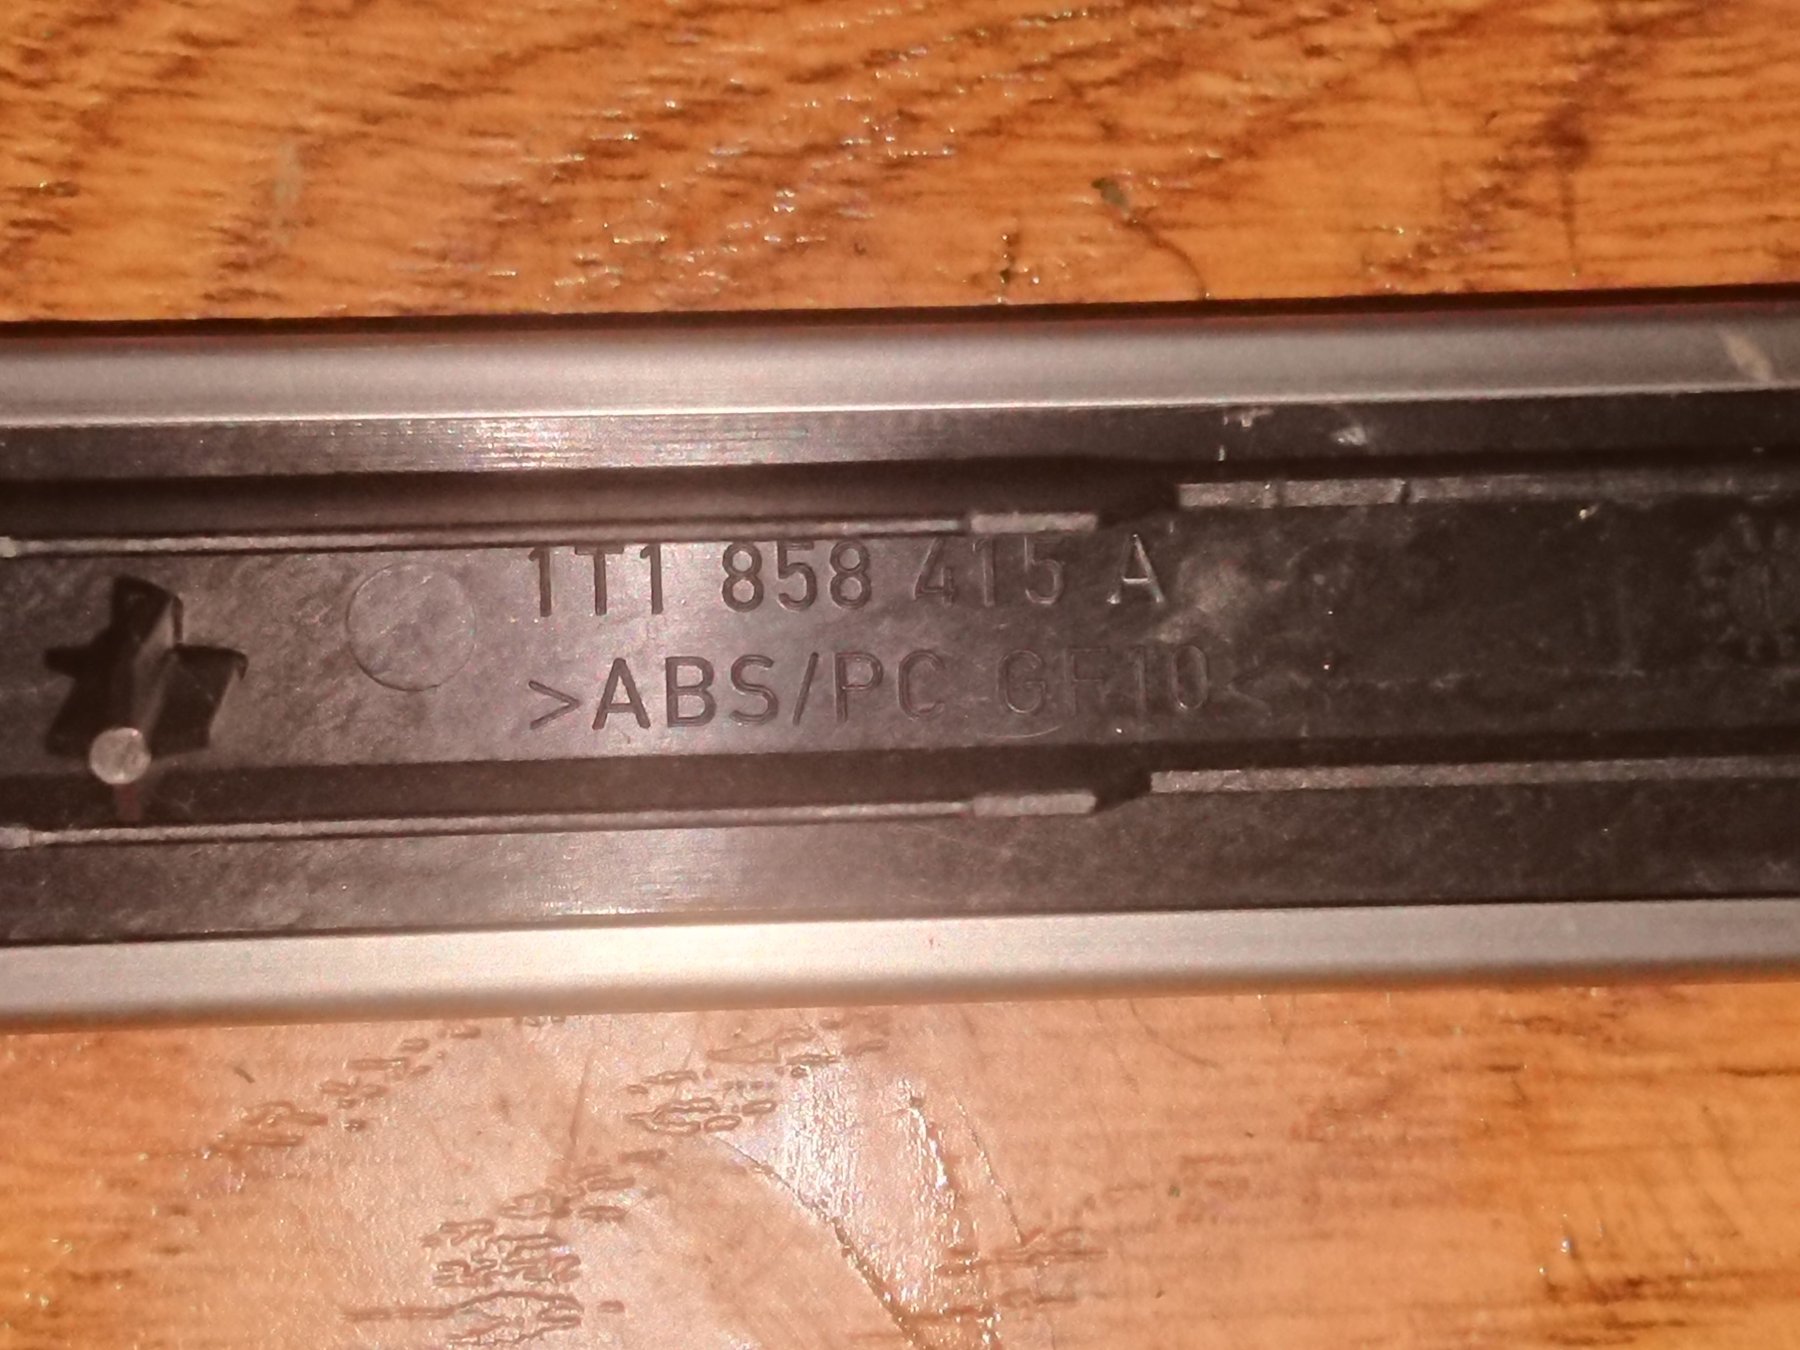 1T1 858 415 A
>ABS/PC GF10<